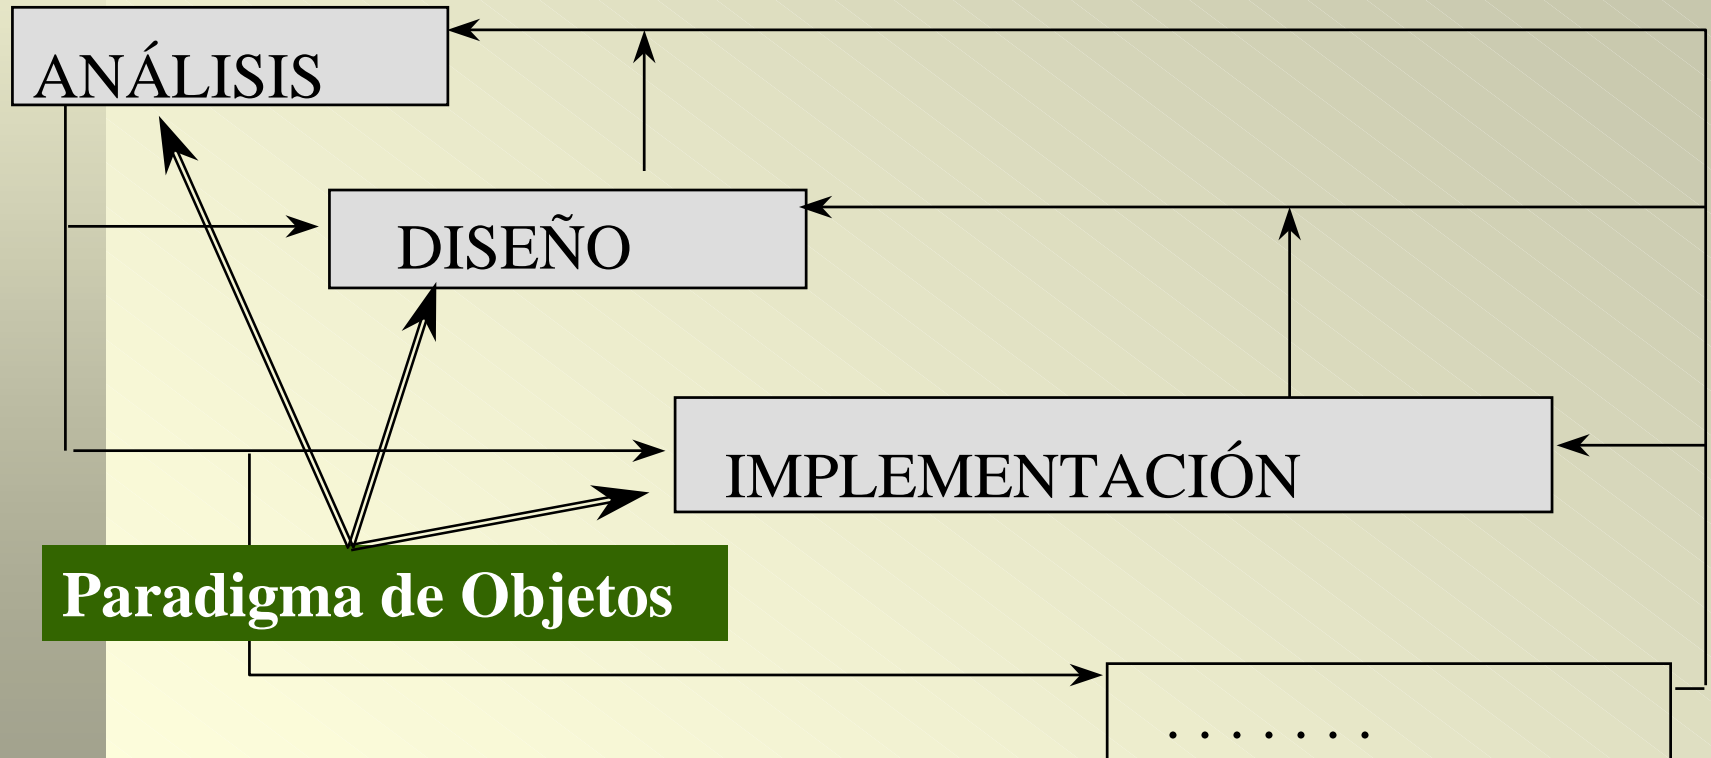 ANÁLISIS
DISEÑO
IMPLEMENTACIÓN
Paradigma de Objetos
. . . . . . .